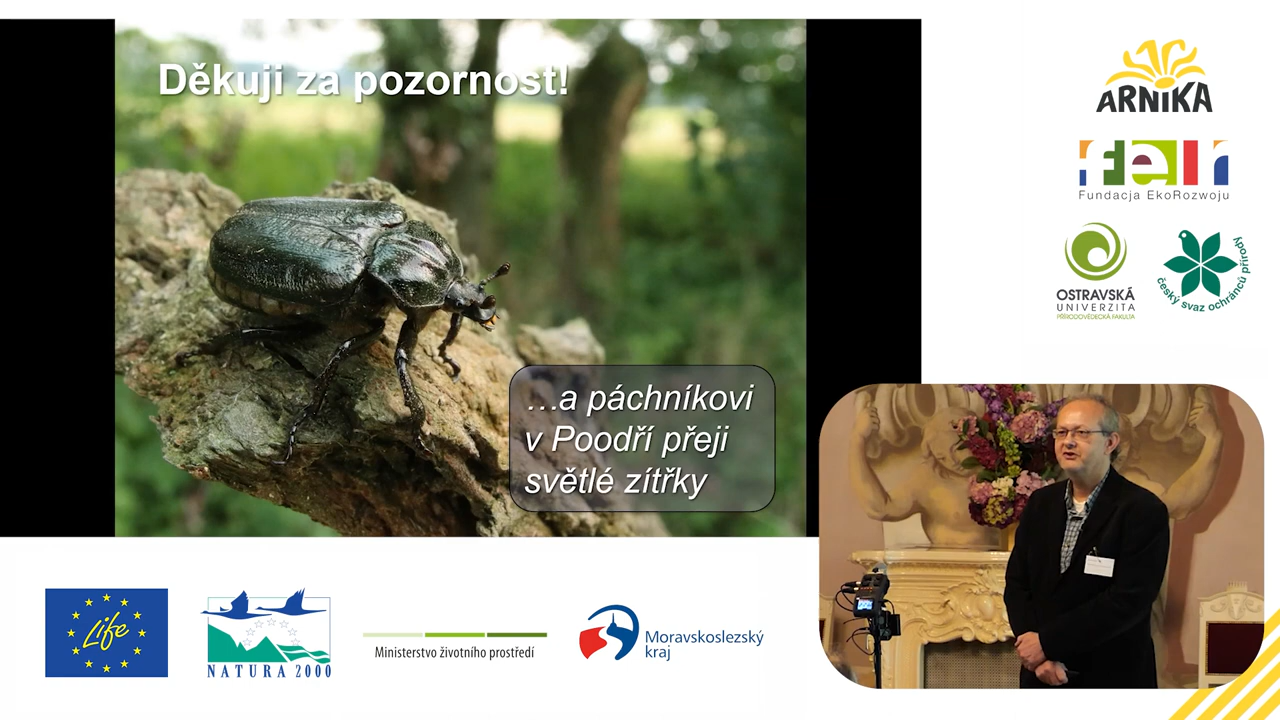 Děkuji za pozornost!
…a páchníkovi
v Poodří přeji
světlé zítřky
ARNIKA
feli
Fundacja EkoRozwoju
OSTRAVSKÁ
UNIVERZITA
PŘÍRODOVĚDECKÁ FAKULTA
český svaz ochránců přírody
Life
NATURA 2000
Ministerstvo životního prostředí
Moravskoslezský
kraj